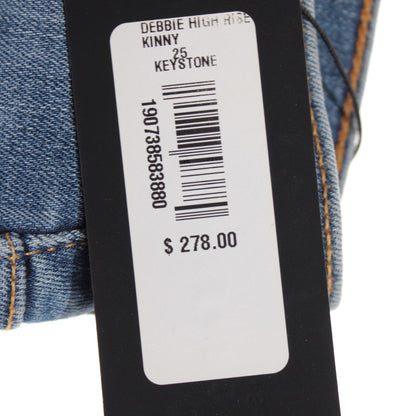 DEBBIE HIGH RISE
KINNY
25
KEYSTONE
190738583880
$ 278.00